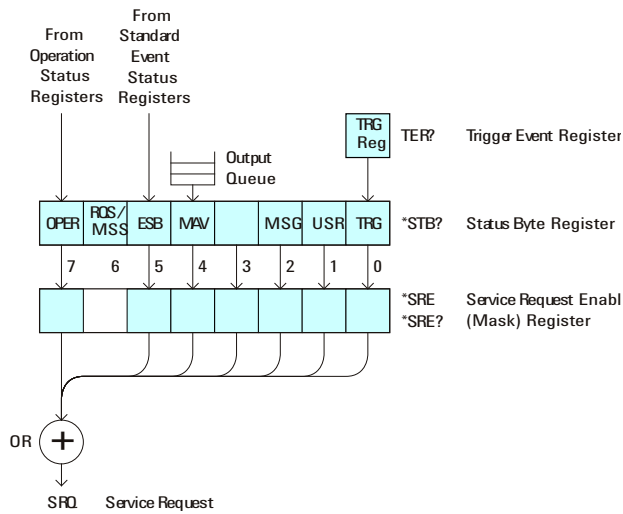 From
Operation
Status
Registers
From
Standard
Event
Status
Registers
Output
Queue
TRG
Reg
TER? Trigger Event Register
OPER RQS/ MSS ESB MAV MSG USR TRG
*STB? Status Byte Register
7 6 5 4 3 2 1 0
*SRE Service Request Enabl
*SRE? (Mask) Register
OR +
SRQ Service Request